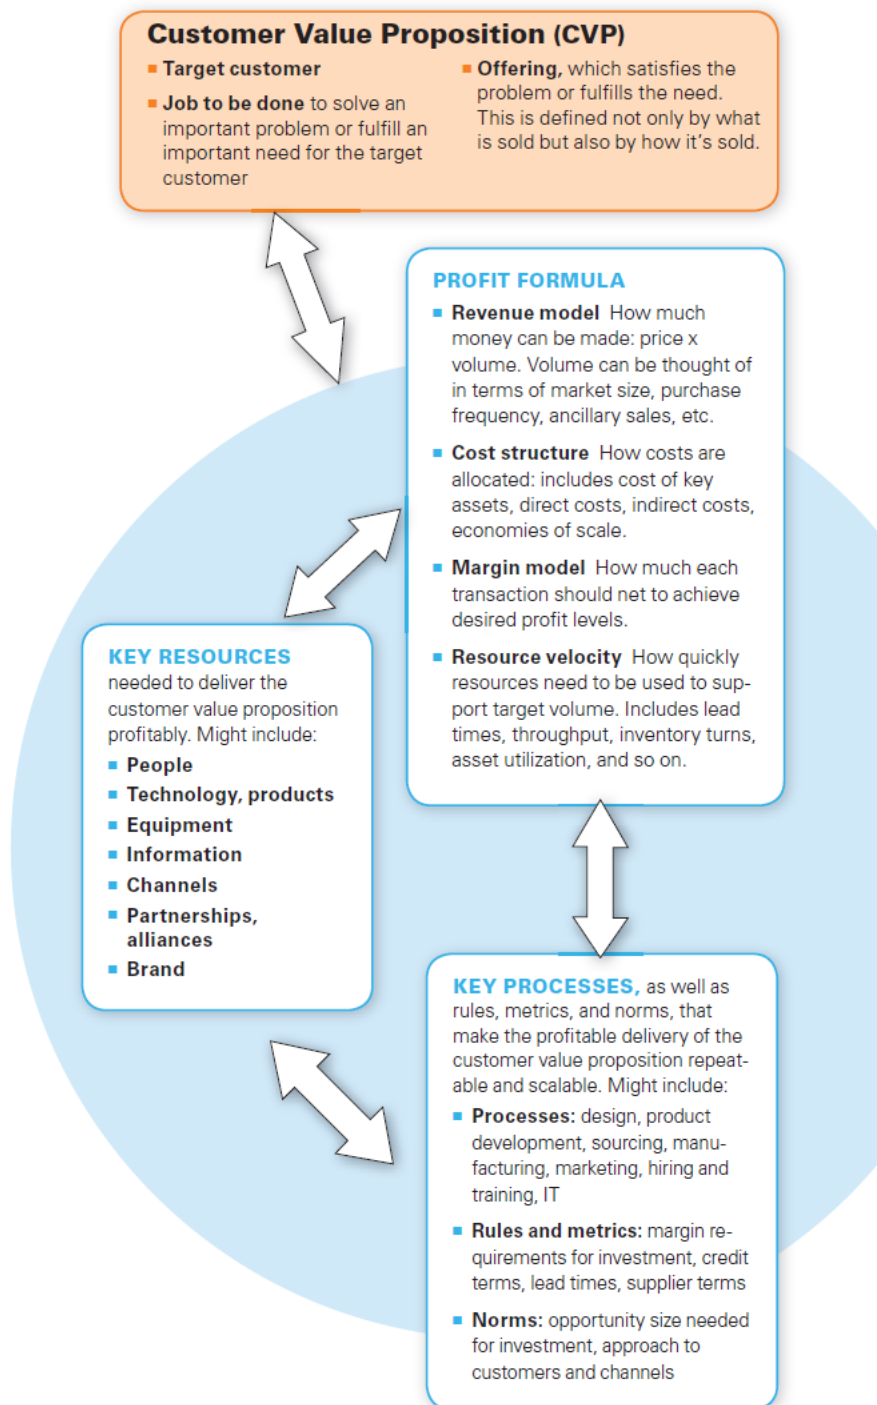 Customer Value Proposition (CVP)
Target customer
Job to be done to solve an
important problem or fulfill an
important need for the target
customer
Offering, which satisfies the
problem or fulfills the need.
This is defined not only by what
is sold but also by how it’s sold.
PROFIT FORMULA
Revenue model How much
money can be made: price x
volume. Volume can be thought of
in terms of market size, purchase
frequency, ancillary sales, etc.
Cost structure How costs are
allocated: includes cost of key
assets, direct costs, indirect costs,
economies of scale.
Margin model How much each
transaction should net to achieve
desired profit levels.
Resource velocity How quickly
resources need to be used to sup-
port target volume. Includes lead
times, throughput, inventory turns,
asset utilization, and so on.
KEY RESOURCES
needed to deliver the
customer value proposition
profitably. Might include:
People
Technology, products
Equipment
Information
Channels
Partnerships,
alliances
Brand
KEY PROCESSES, as well as
rules, metrics, and norms, that
make the profitable delivery of the
customer value proposition repeat-
able and scalable. Might include:
Processes: design, product
development, sourcing, manu-
facturing, marketing, hiring and
training, IT
Rules and metrics: margin re-
quirements for investment, credit
terms, lead times, supplier terms
Norms: opportunity size needed
for investment, approach to
customers and channels